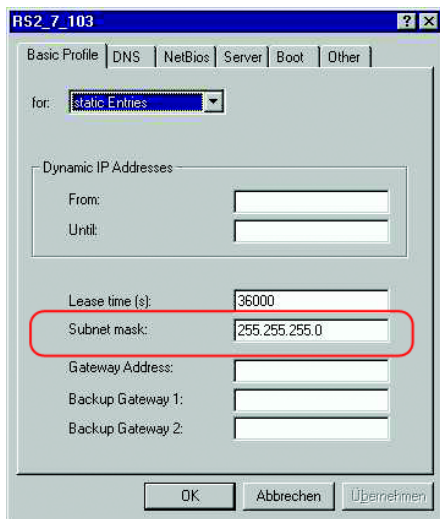 RS2_7_103
Basic Profile DNS NetBios Server Boot Other
for: static Entries
Dynamic IP Addresses
From:
Until:
Lease time (s): 36000
Subnet mask: 255.255.255.0
Gateway Address:
Backup Gateway 1:
Backup Gateway 2:
OK Abbrechen Übernehmen